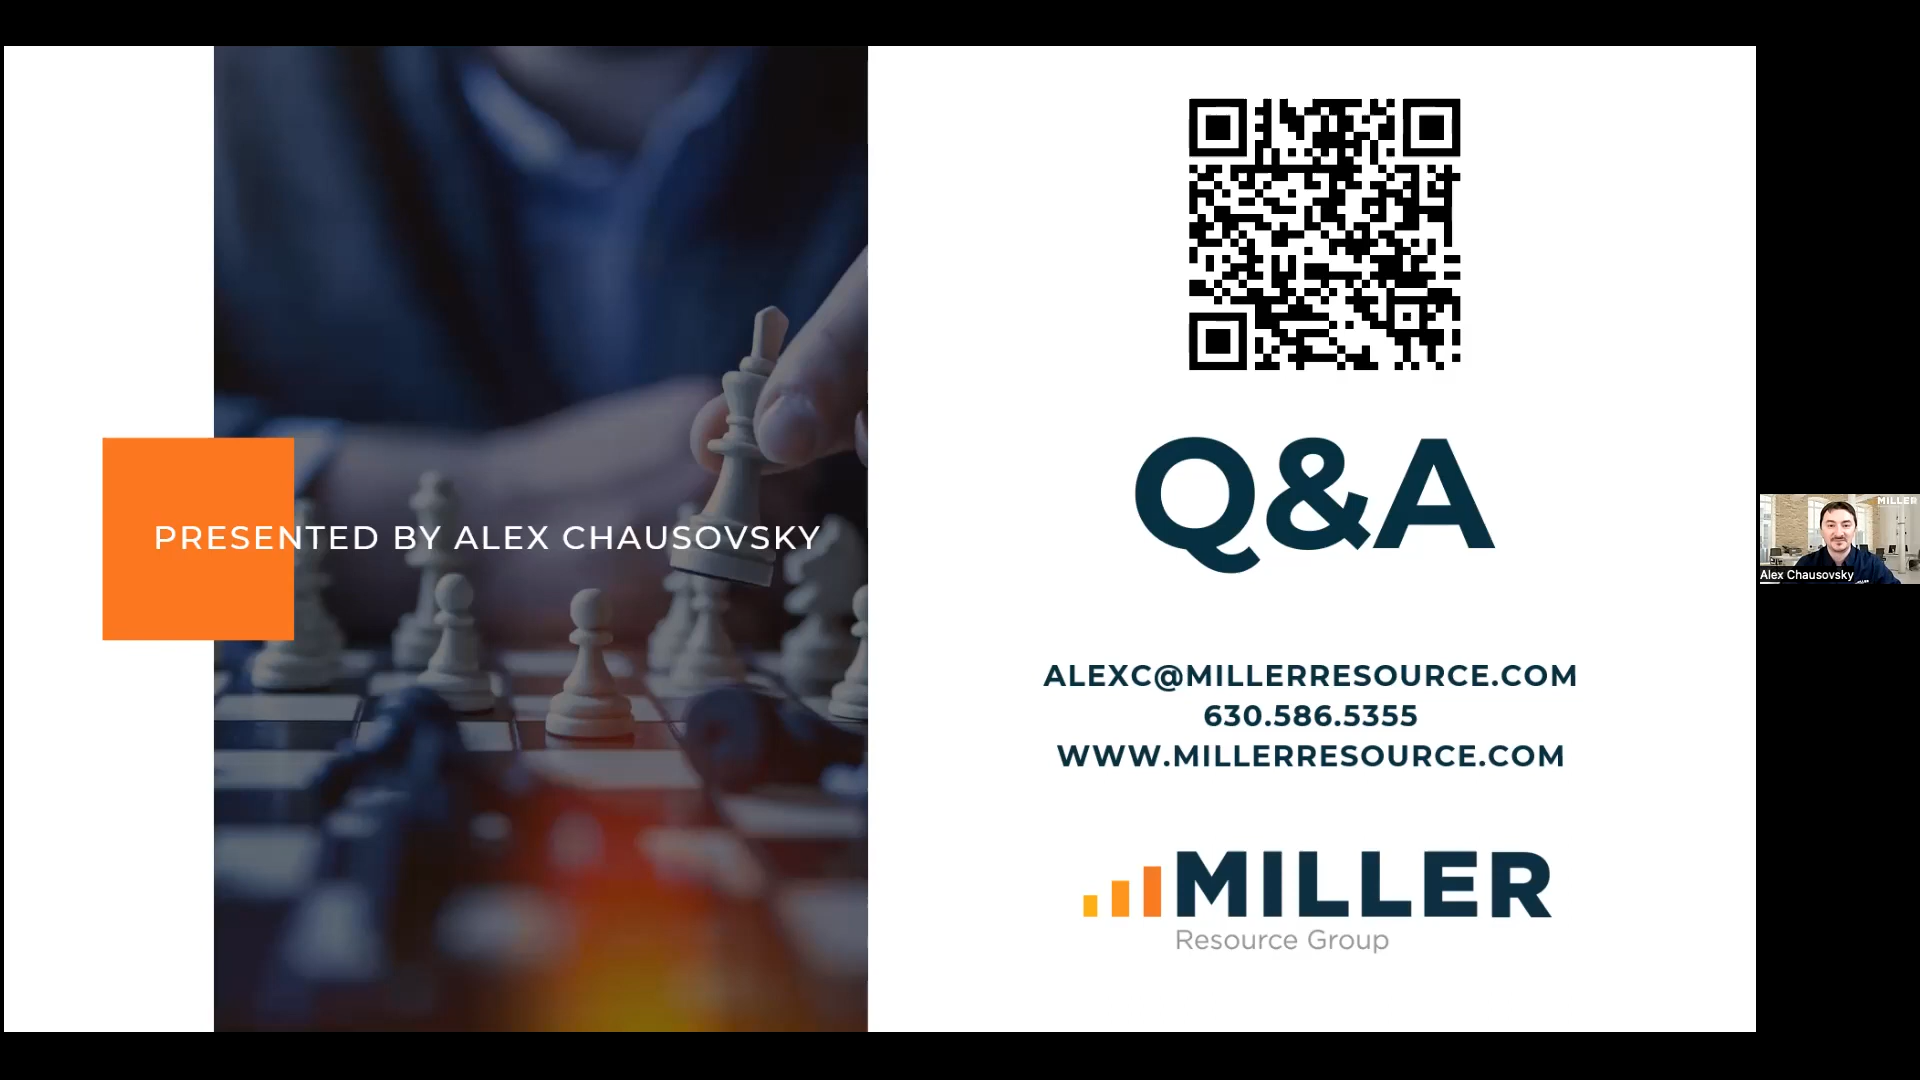 PRESENTED BY ALEX CHAUSOVSKY
Q&A
ALEXC@MILLERRESOURCE.COM
630.586.5355
WWW.MILLERRESOURCE.COM
MILLER
Resource Group
MILLER
Alex Chausovsky